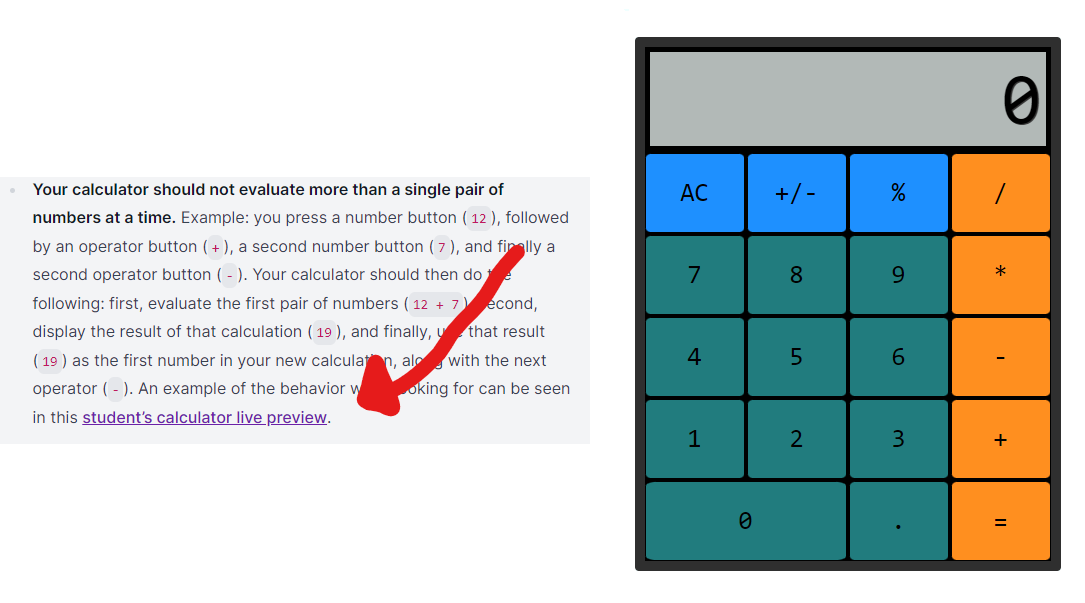 Your calculator should not evaluate more than a single pair of
numbers at a time. Example: you press a number button ( 12 ), followed
by an operator button ( + ), a second number button ( 7 ), and finally a
second operator button ( - ). Your calculator should then do the
following: first, evaluate the first pair of numbers ( 12 + 7 ), second,
display the result of that calculation ( 19 ), and finally, use that result
( 19 ) as the first number in your new calculation, along with the next
operator ( - ). An example of the behavior looking for can be seen
in this student's calculator live preview.
0
AC +/- % /
7 8 9 *
4 5 6 -
1 2 3 +
0 . =